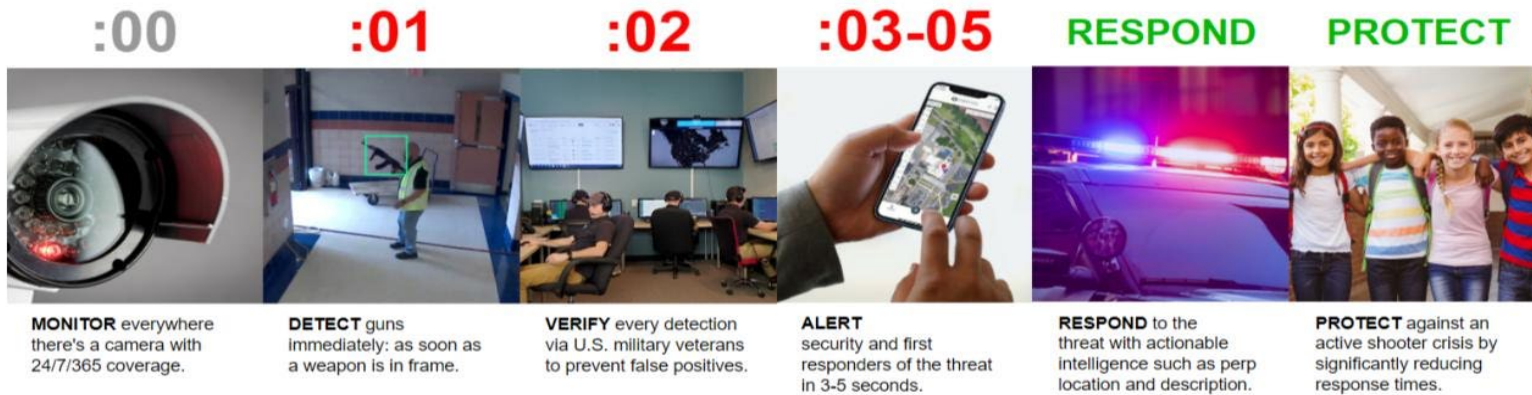 :00
:01
:02
:03-05
RESPOND
PROTECT
MONITOR everywhere
there's a camera with
24/7/365 coverage.
DETECT guns
immediately: as soon as
a weapon is in frame.
VERIFY every detection
via U.S. military veterans
to prevent false positives.
ALERT
security and first
responders of the threat
in 3-5 seconds.
RESPOND to the
threat with actionable
intelligence such as perp
location and description.
PROTECT against an
active shooter crisis by
significantly reducing
response times.